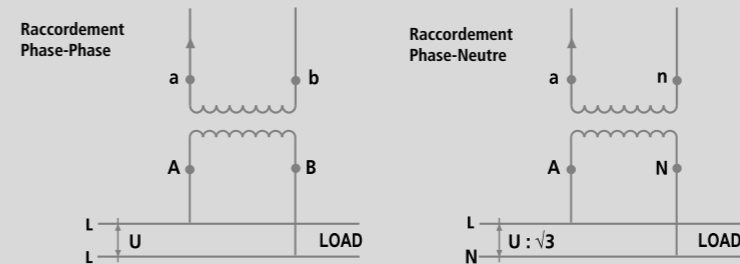 Raccordement
Phase-Phase
a
b
A
B
L
U
LOAD
L
Raccordement
Phase-Neutre
a
n
A
N
L
U : √3
LOAD
N